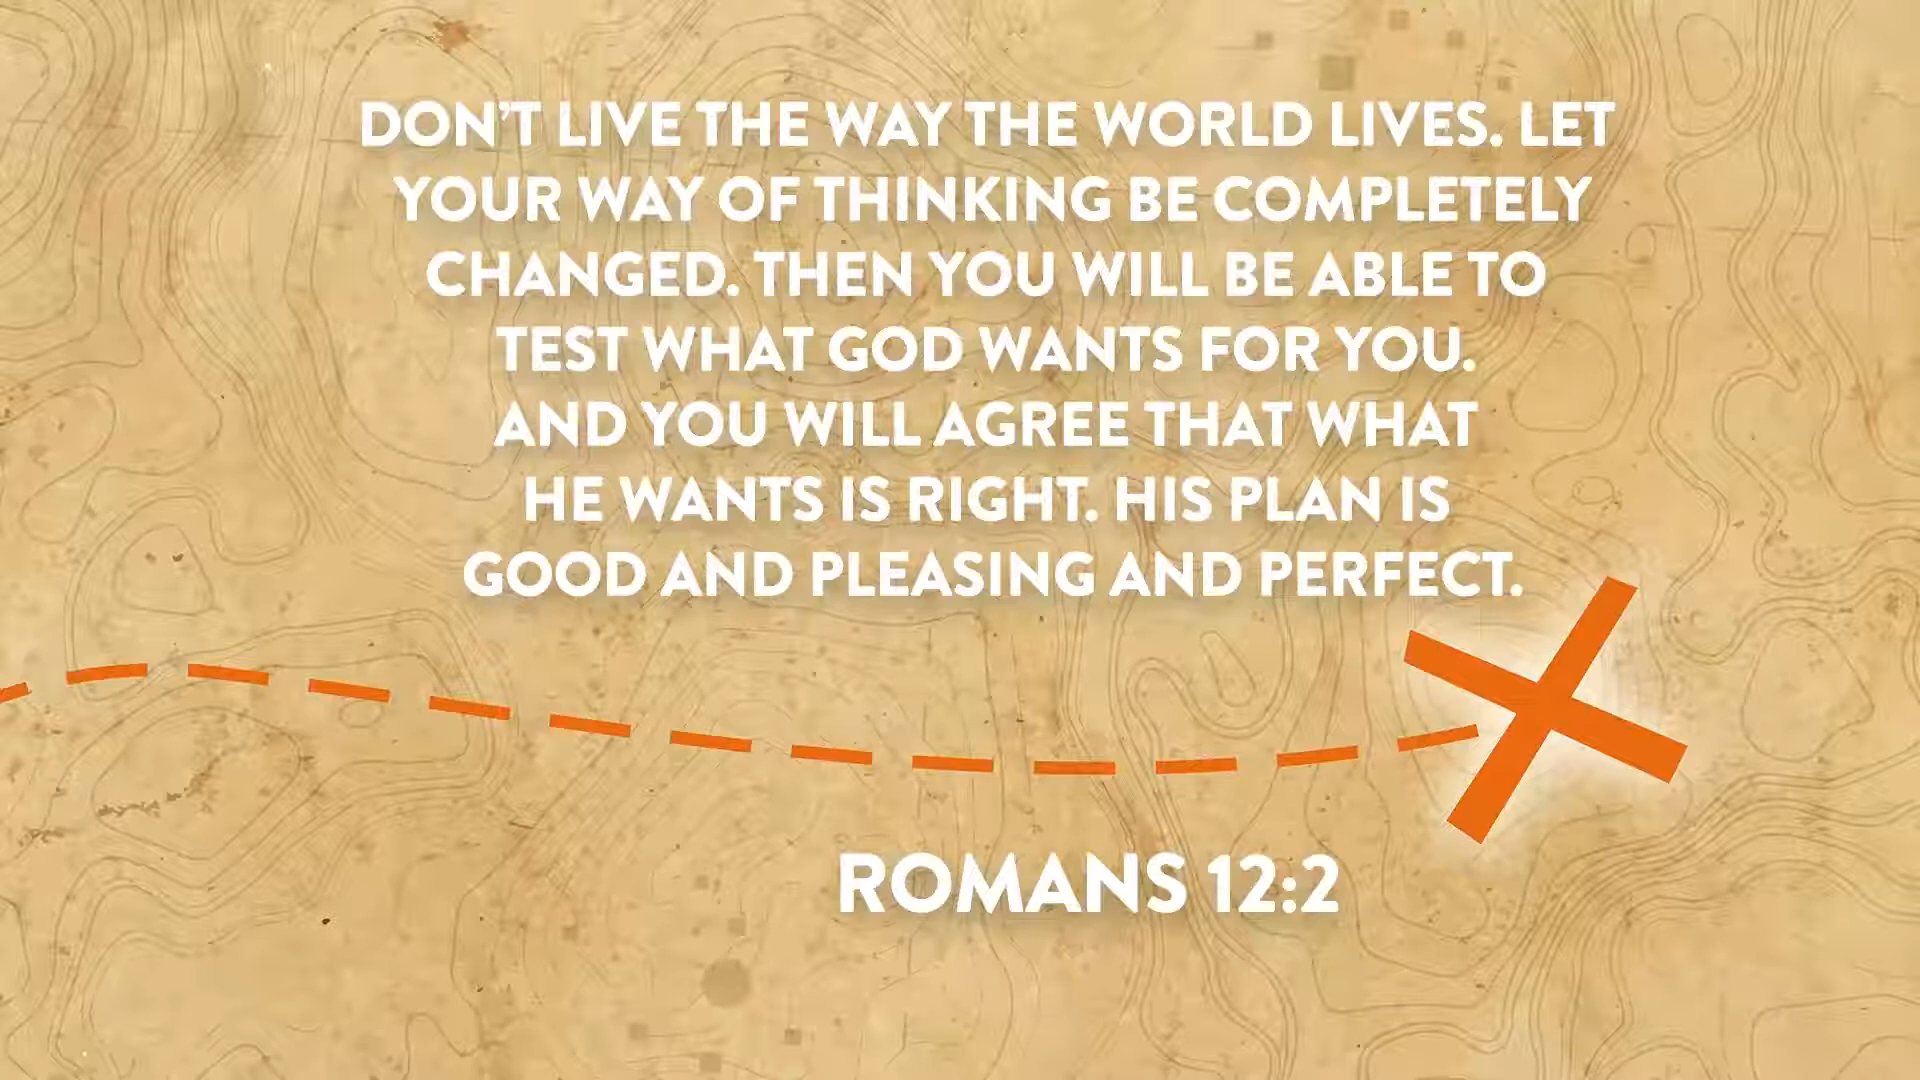 DON'T LIVE THE WAY THE WORLD LIVES. LET
YOUR WAY OF THINKING BE COMPLETELY
CHANGED. THEN YOU WILL BE ABLE TO
TEST WHAT GOD WANTS FOR YOU.
AND YOU WILL AGREE THAT WHAT
HE WANTS IS RIGHT. HIS PLAN IS
GOOD AND PLEASING AND PERFECT.
ROMANS 12:2